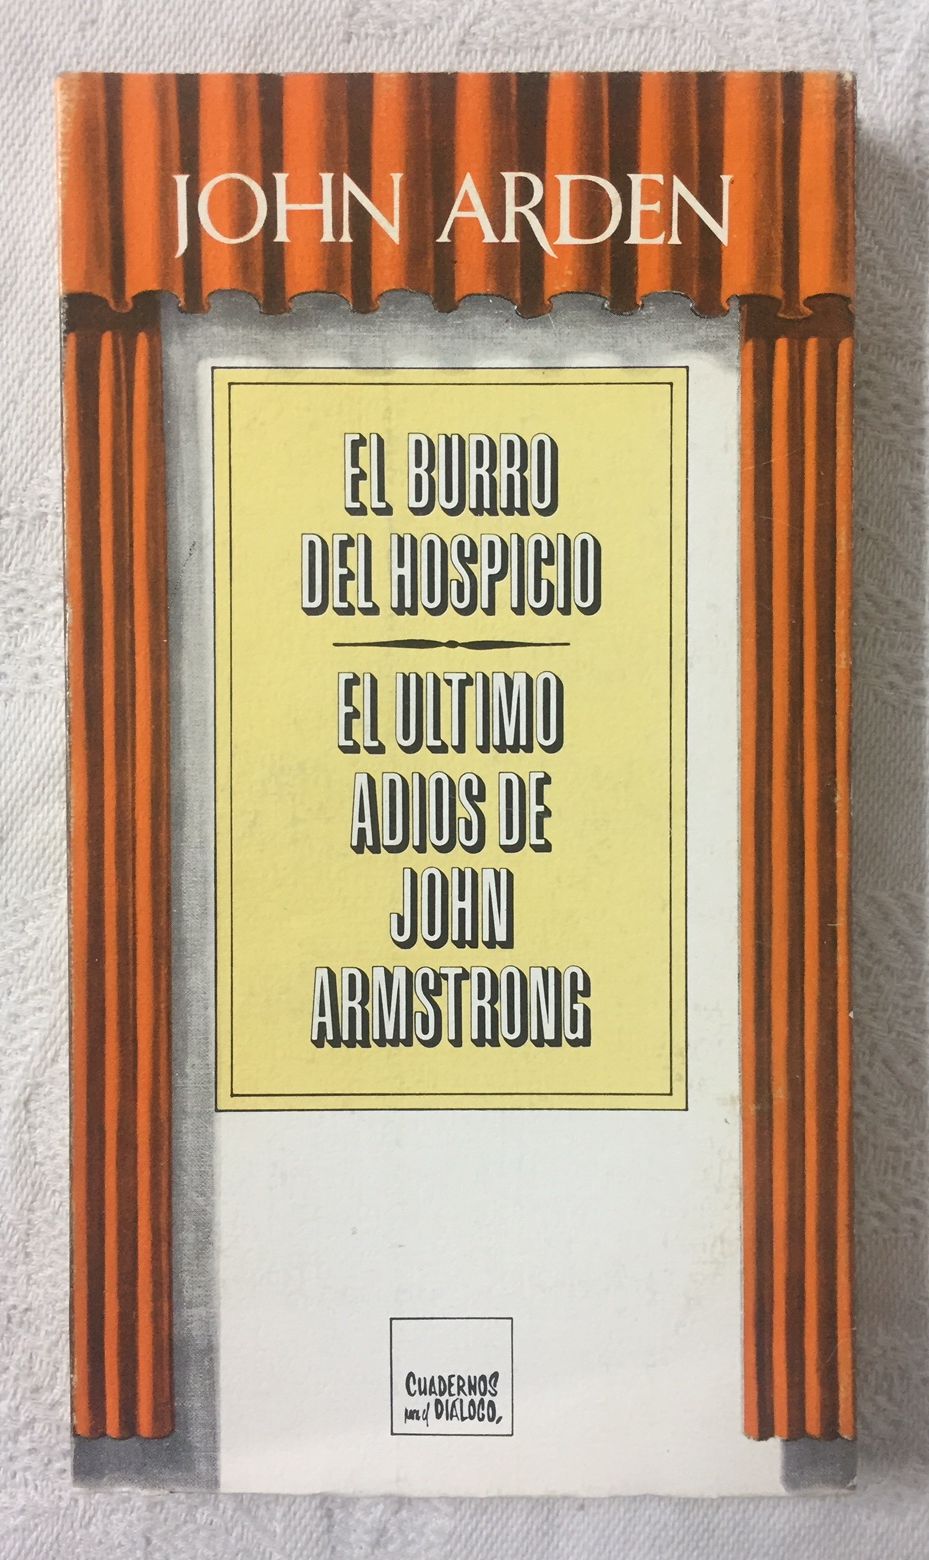 JOHN ARDEN
EL BURRO
DEL HOSPICIO
EL ULTIMO
ADIOS DE
JOHN
ARMSTRONG
CUADERNOS
para el DIALOGO,